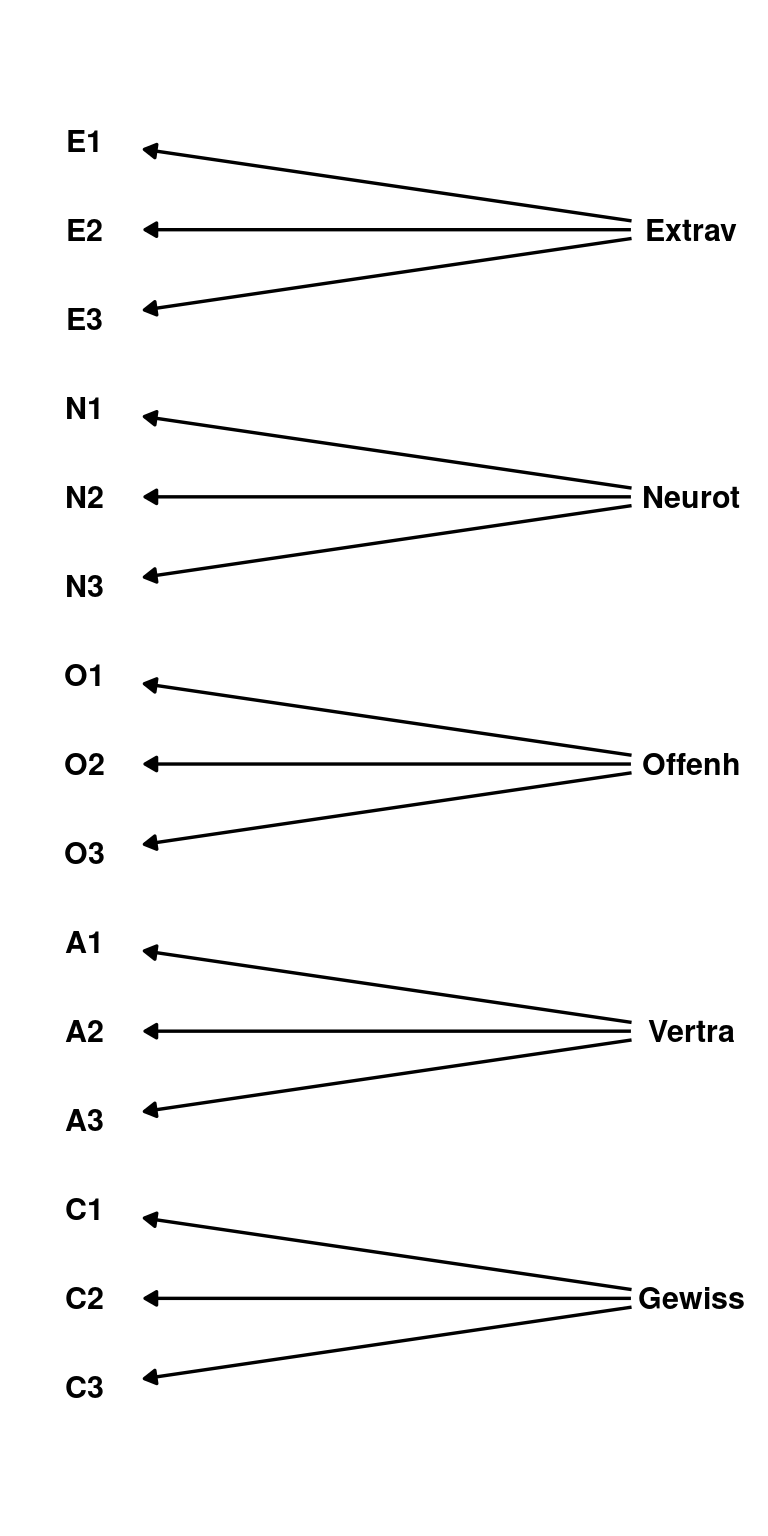 E1
E2
Extrav
E3
N1
N2
Neurot
N3
O1
O2
Offenh
O3
A1
A2
Vertra
A3
C1
C2
Gewiss
C3